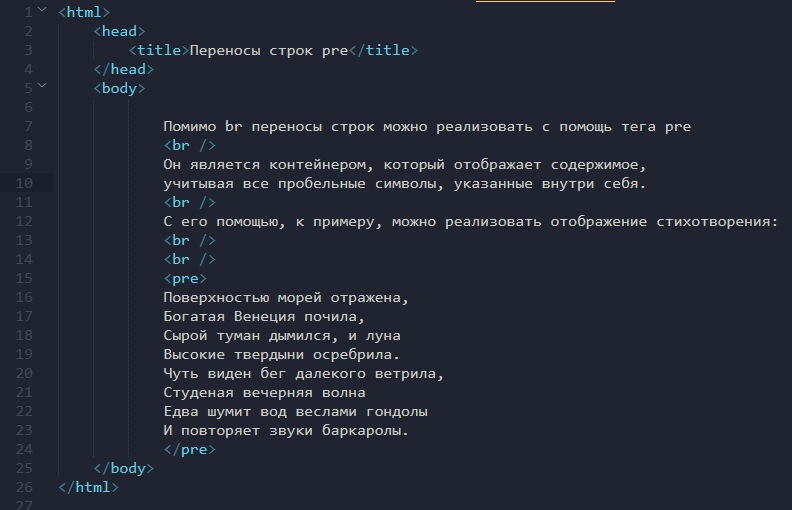 1 <html>
2 <head>
3 <title>Переносы строк pre</title>
4 </head>
5 <body>
6
7 Помимо br переносы строк можно реализовать с помощь тега pre
8 <br />
9 Он является контейнером, который отображает содержимое,
10 учитывая все пробельные символы, указанные внутри себя.
11 <br />
12 С его помощью, к примеру, можно реализовать отображение стихотворения:
13 <br />
14 <br />
15 <pre>
16 Поверхностью морей отражена,
17 Богатая Венеция почила,
18 Сырой туман дымился, и луна
19 Высокие твердыни осребрила.
20 Чуть виден бег далекого ветрила,
21 Студеная вечерняя волна
22 Едва шумит вод веслами гондолы
23 И повторяет звуки баркаролы.
24 </pre>
25 </body>
26 </html>
27